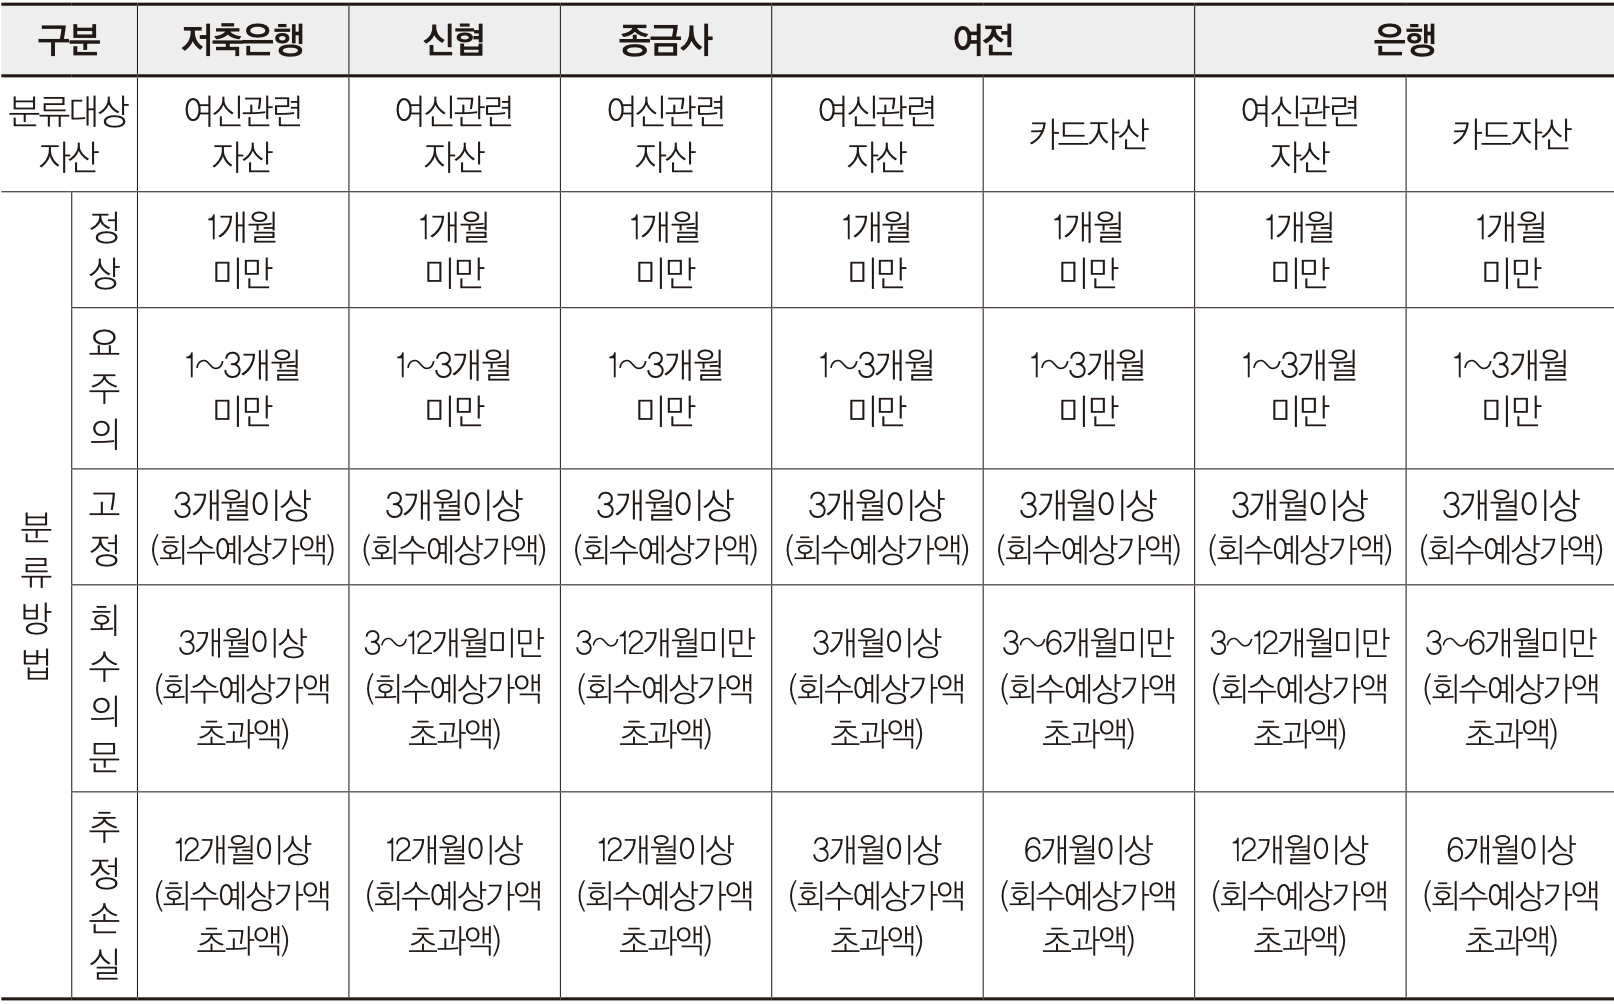 구분 저축은행 신협 종금사 여전 은행
분류대상 여신관련 여신관련 여신관련 여신관련 카드자산 여신관련 카드자산
자산 자산 자산 자산 자산 자산
분류방법
정상 1개월 1개월 1개월 1개월 1개월 1개월 1개월
미만 미만 미만 미만 미만 미만 미만
요주의 1~3개월 1~3개월 1~3개월 1~3개월 1~3개월 1~3개월 1~3개월
미만 미만 미만 미만 미만 미만 미만
고정 3개월이상 3개월이상 3개월이상 3개월이상 3개월이상 3개월이상 3개월이상
(회수예상가액) (회수예상가액) (회수예상가액) (회수예상가액) (회수예상가액) (회수예상가액) (회수예상가액)
회수의문 3개월이상 3~12개월미만 3~12개월미만 3개월이상 3~6개월미만 3~12개월미만 3~6개월미만
(회수예상가액 (회수예상가액 (회수예상가액 (회수예상가액 (회수예상가액 (회수예상가액 (회수예상가액
초과액) 초과액) 초과액) 초과액) 초과액) 초과액) 초과액)
추정손실 12개월이상 12개월이상 12개월이상 3개월이상 6개월이상 12개월이상 6개월이상
(회수예상가액 (회수예상가액 (회수예상가액 (회수예상가액 (회수예상가액 (회수예상가액 (회수예상가액
초과액) 초과액) 초과액) 초과액) 초과액) 초과액) 초과액)